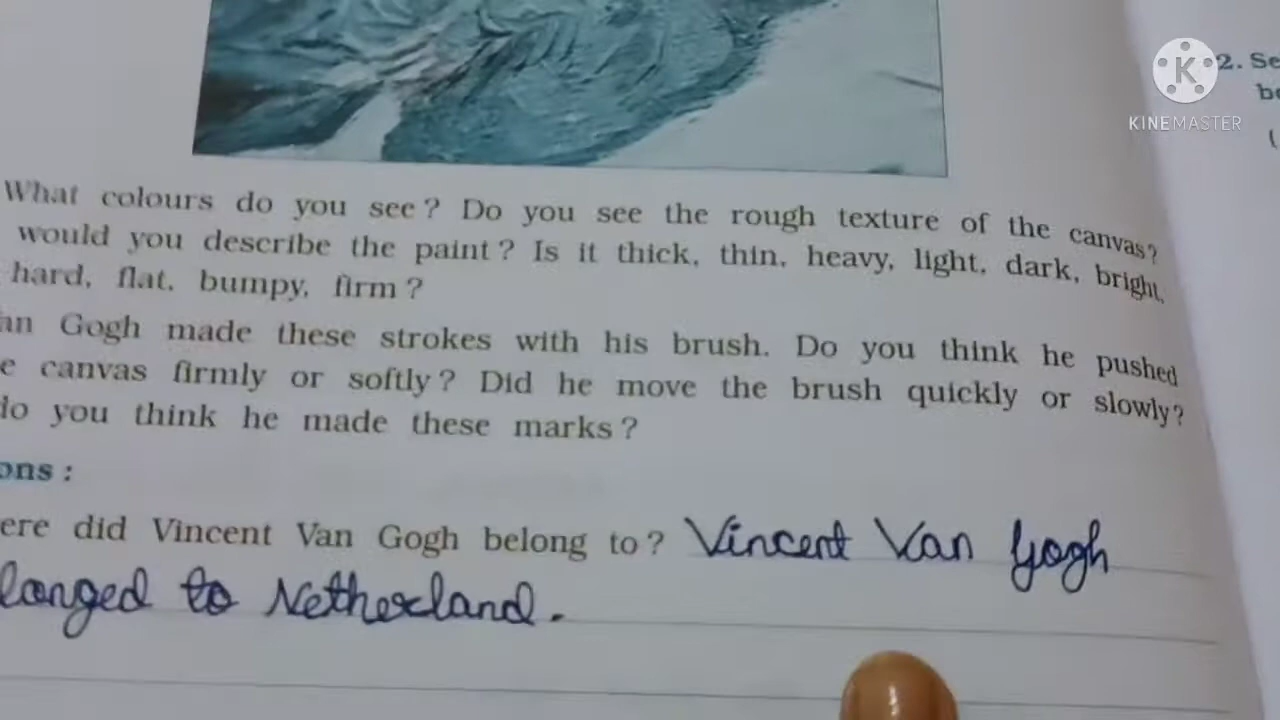 What colours do you see? Do you see the rough texture of the canvas?
would you describe the paint? Is it thick, thin, heavy, light, dark, bright,
hard, flat, bumpy, firm?
an Gogh made these strokes with his brush. Do you think he pushed
e canvas firmly or softly? Did he move the brush quickly or slowly?
do you think he made these marks?
ons:
ere did Vincent Van Gogh belong to? Vincent Van Gogh
longed to Netherland.
2. Se
be
(
K
KINEMASTER